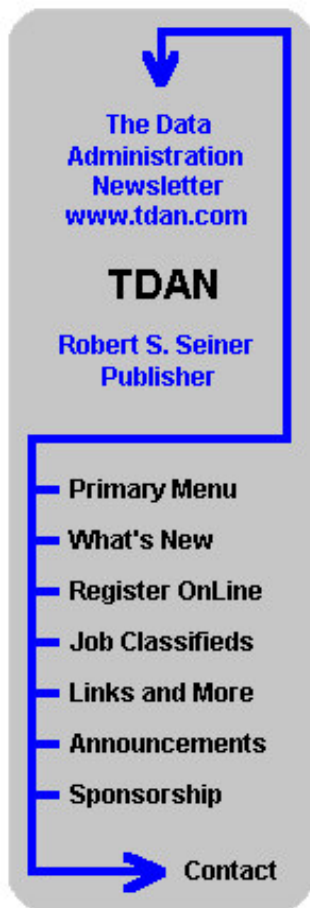 The Data
Administration
Newsletter
www.tdan.com
TDAN
Robert S. Seiner
Publisher
Primary Menu
What's New
Register OnLine
Job Classifieds
Links and More
Announcements
Sponsorship
Contact